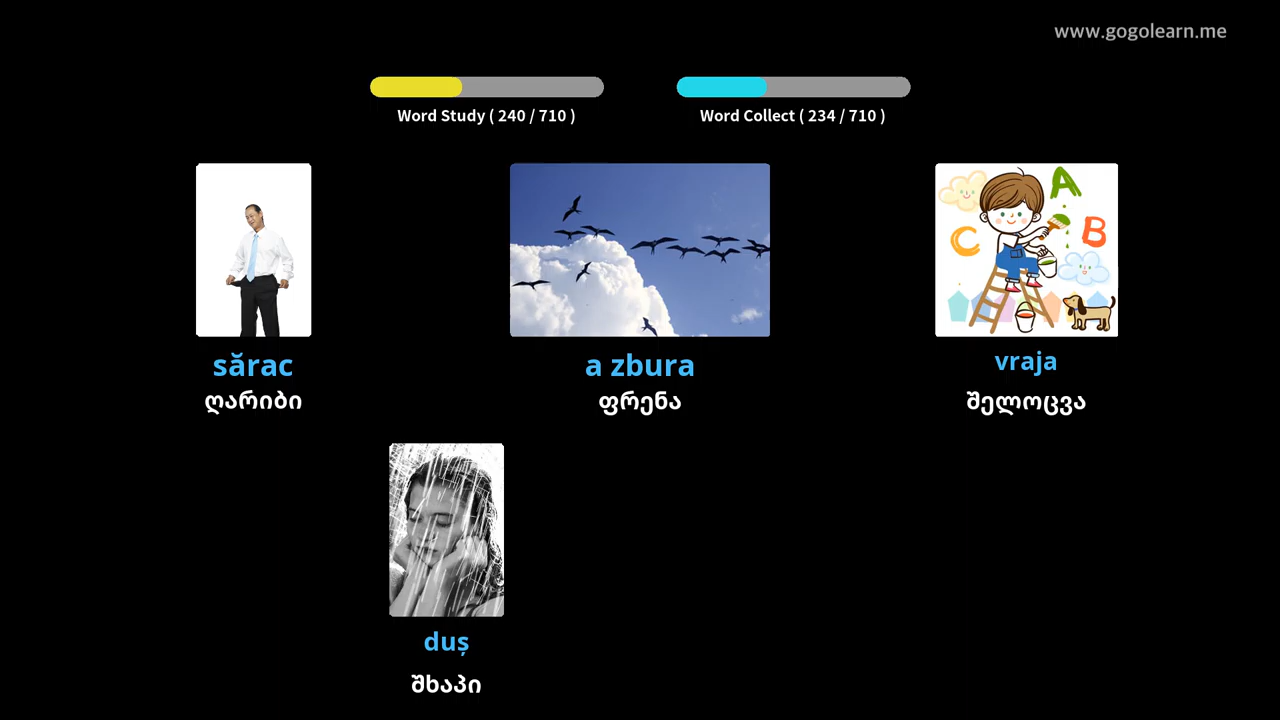 www.gogolearn.me
Word Study ( 240 / 710 )
Word Collect ( 234 / 710 )
sărac
ღარიბი
a zbura
ფრენა
vraja
შელოცვა
A
B
C
duș
შხაპი